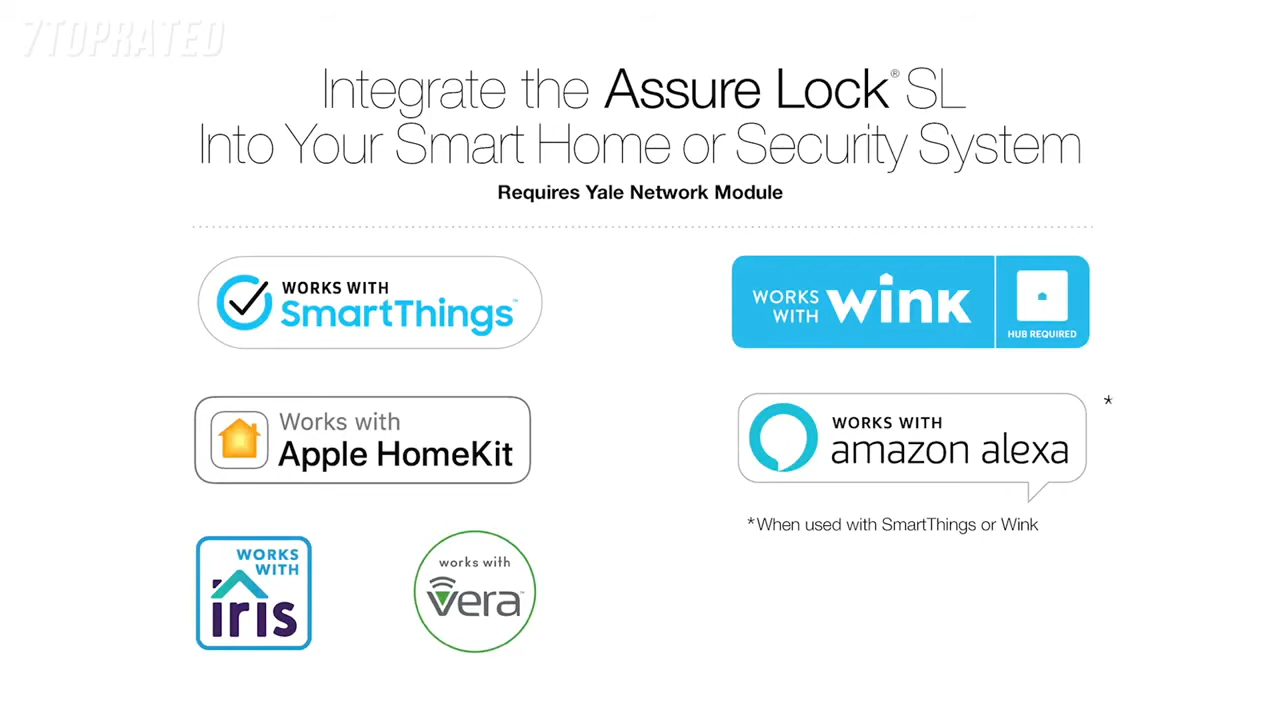 7TOPRATED
Integrate the Assure Lock® SL
Into Your Smart Home or Security System
Requires Yale Network Module
WORKS WITH
SmartThings™
WORKS
WITH
wink
HUB REQUIRED
Works with
Apple HomeKit
WORKS WITH
amazon alexa
*
*When used with SmartThings or Wink
WORKS
WITH
iris
works with
vera™